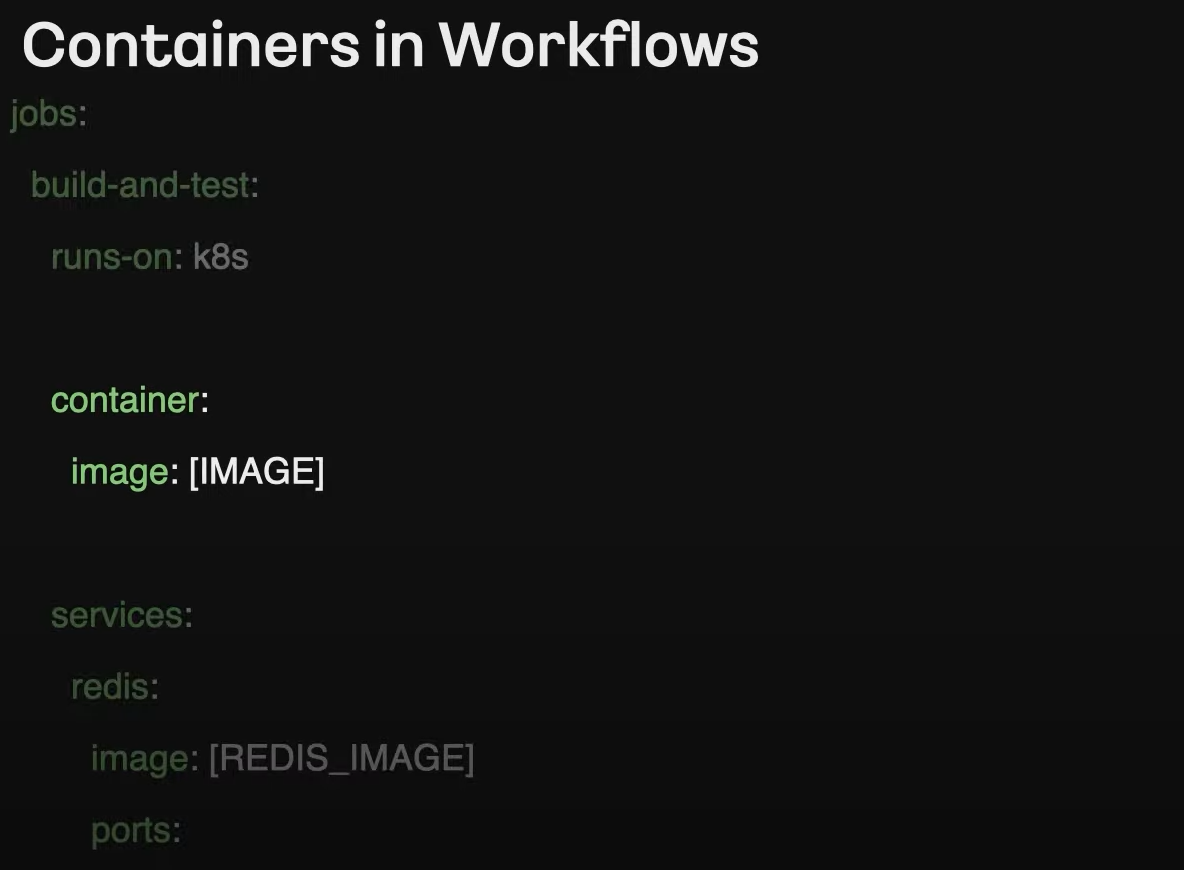 Containers in Workflows
jobs:
build-and-test:
runs-on: k8s
container:
image: [IMAGE]
services:
redis:
image: [REDIS_IMAGE]
ports: